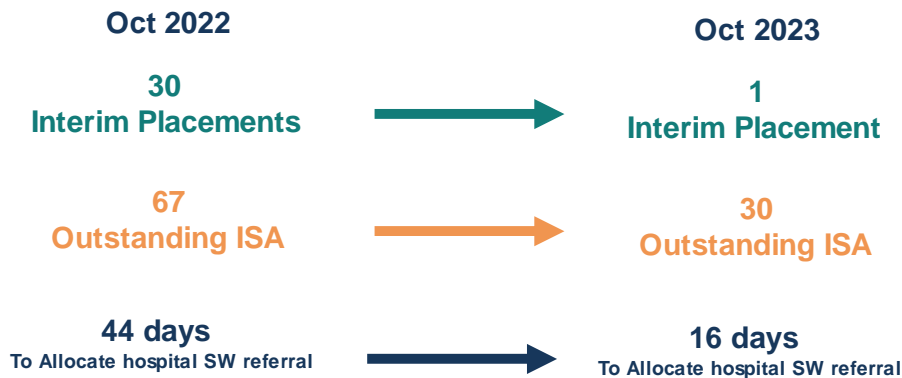 Oct 2022
Oct 2023
30
Interim Placements
1
Interim Placement
67
Outstanding ISA
30
Outstanding ISA
44 days
To Allocate hospital SW referral
16 days
To Allocate hospital SW referral